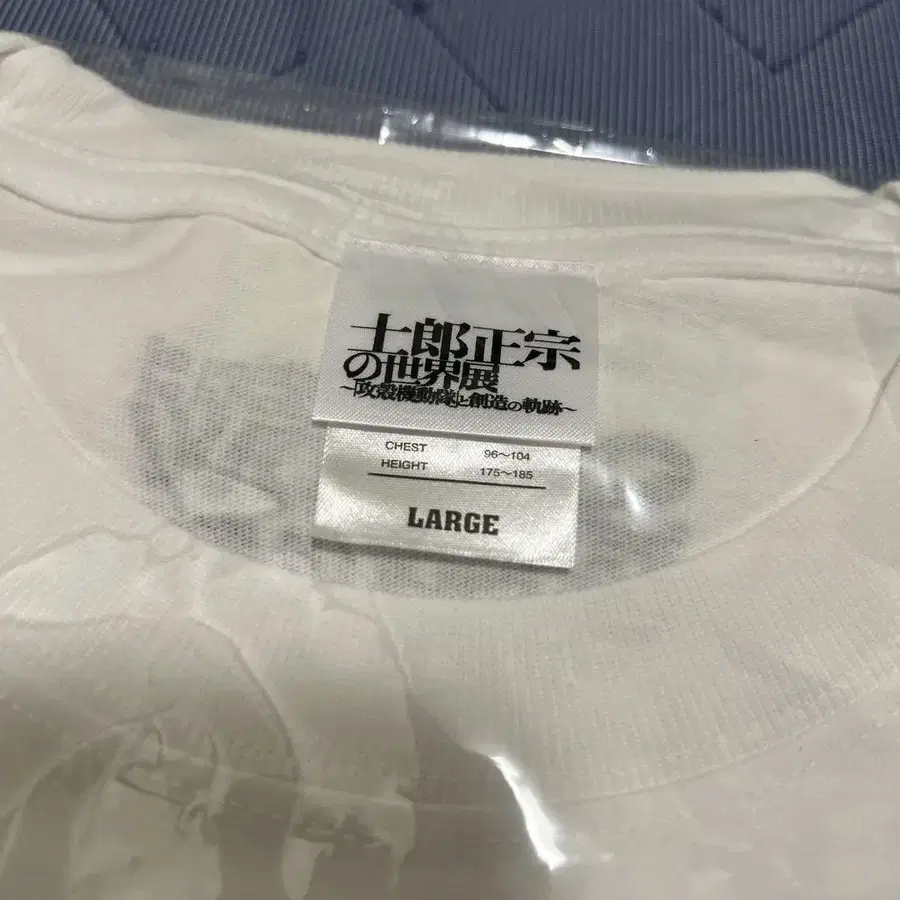 士郎正宗
の世界展
～「攻殻機動隊」と創造の軌跡～
CHEST 96～104
HEIGHT 175～185
LARGE